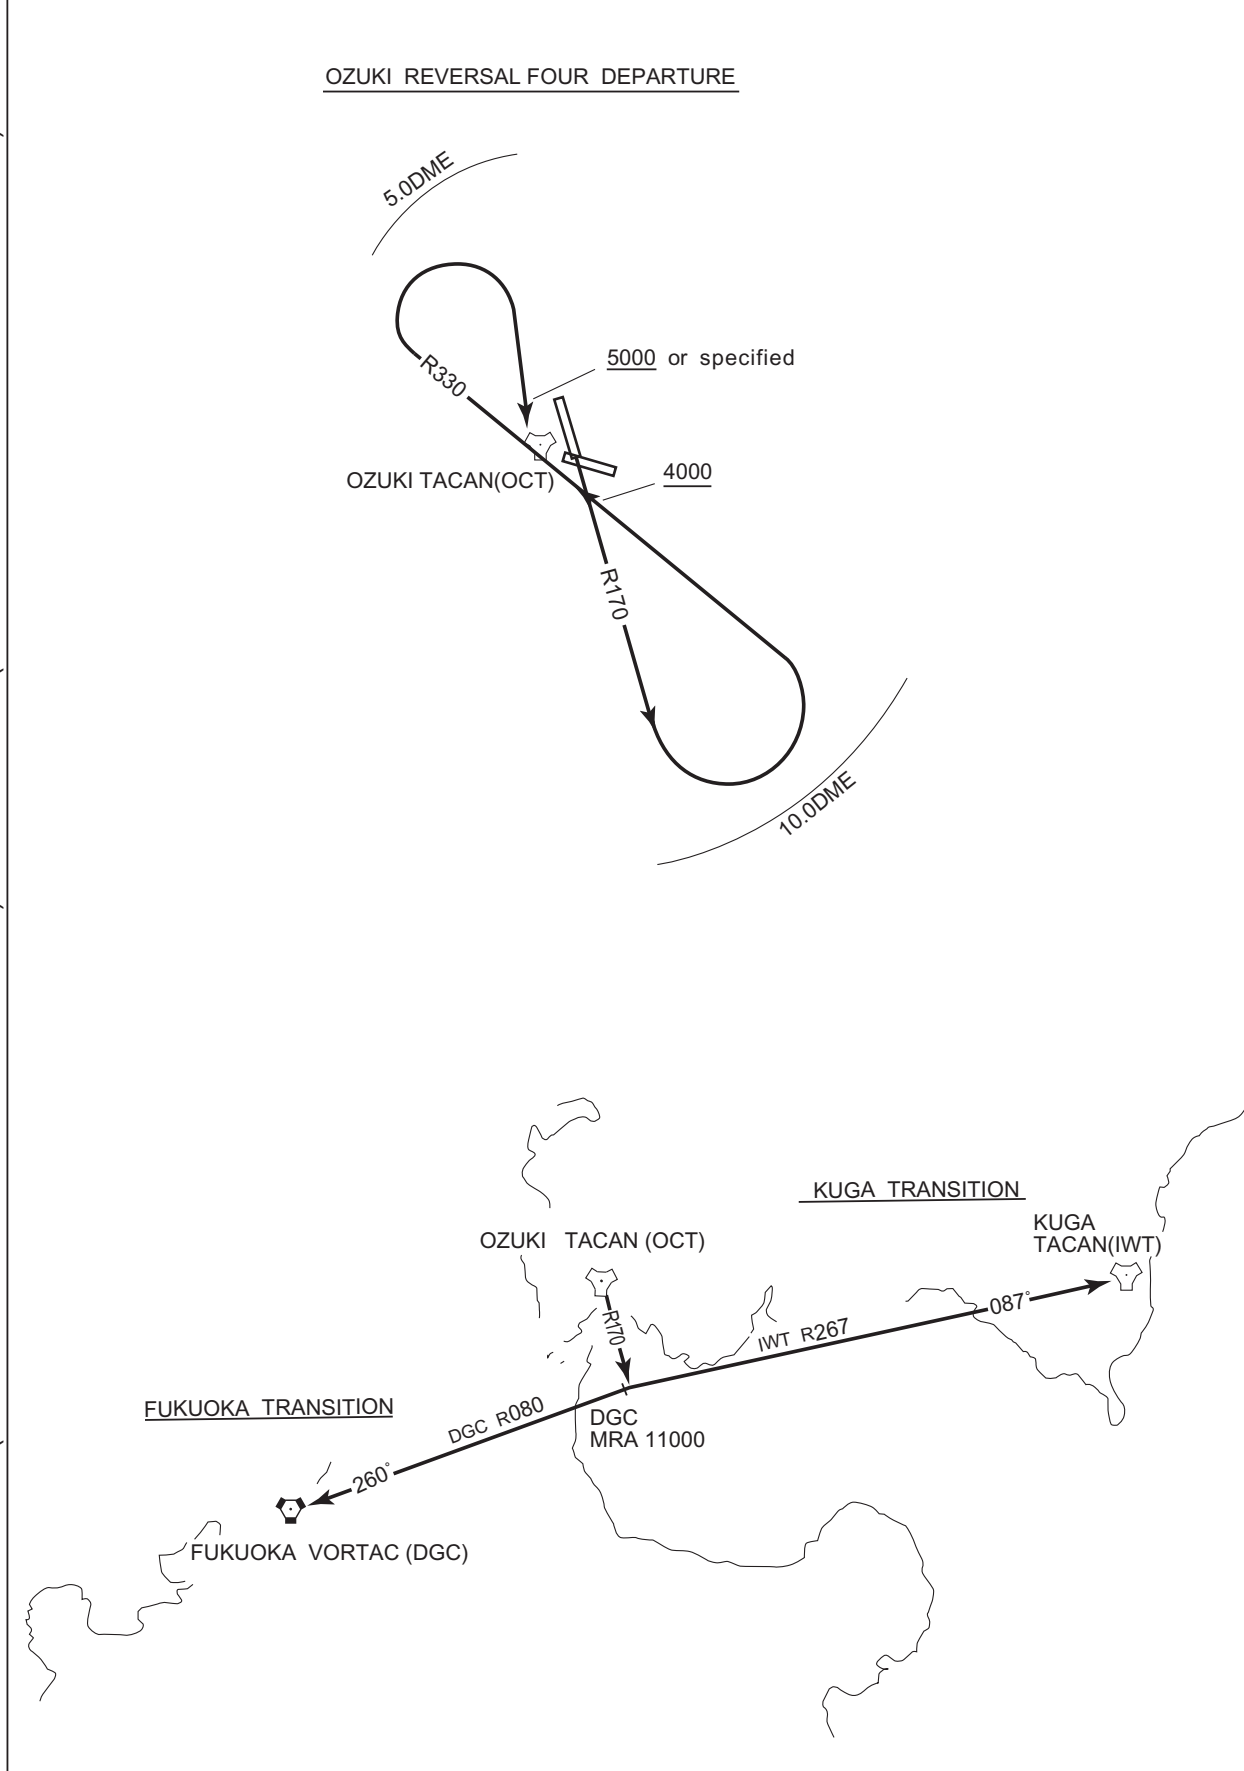 OZUKI REVERSAL FOUR DEPARTURE
5.0DME
5000 or specified
R330
4000
OZUKI TACAN(OCT)
R170
10.0DME
KUGA TRANSITION
KUGA
TACAN(IWT)
OZUKI TACAN (OCT)
087°
R170
IWT R267
FUKUOKA TRANSITION
DGC R080
DGC
MRA 11000
260°
FUKUOKA VORTAC (DGC)